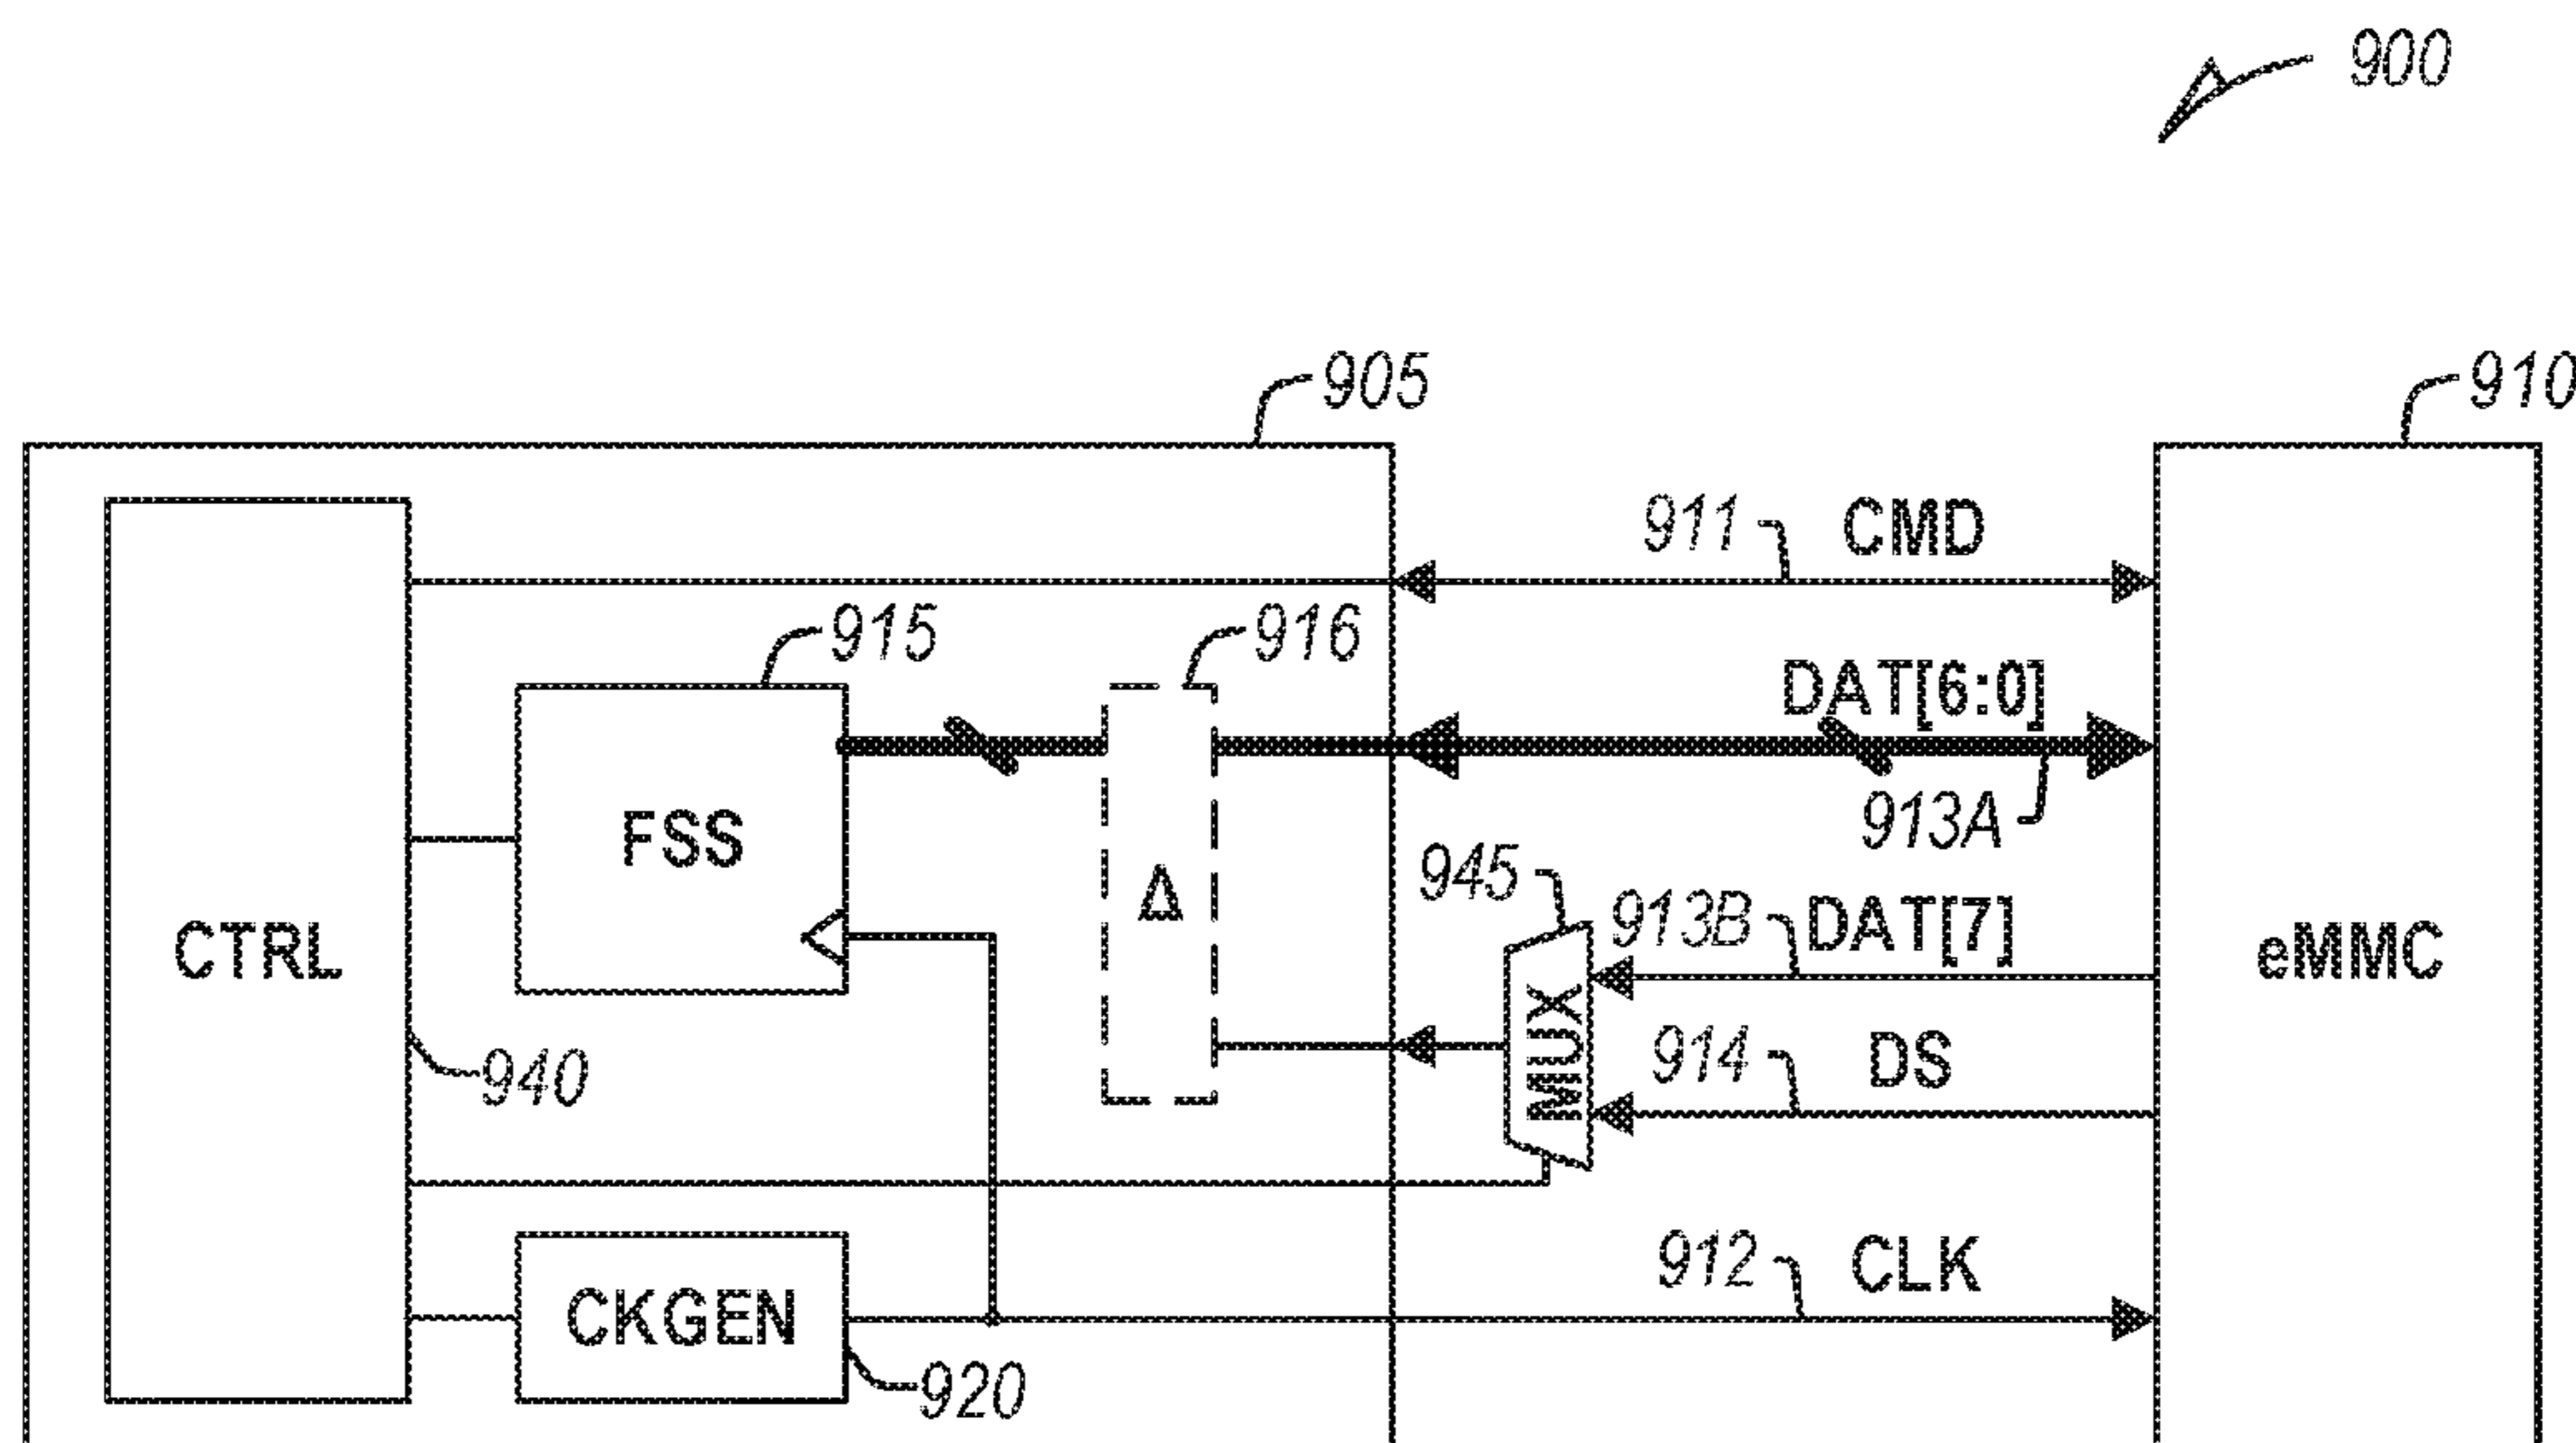 900
905
910
911 CMD
915
916
DAT[6:0]
913A
FSS
945
913B DAT[7]
Δ
CTRL
eMMC
MUX
914 DS
940
912 CLK
CKGEN
920